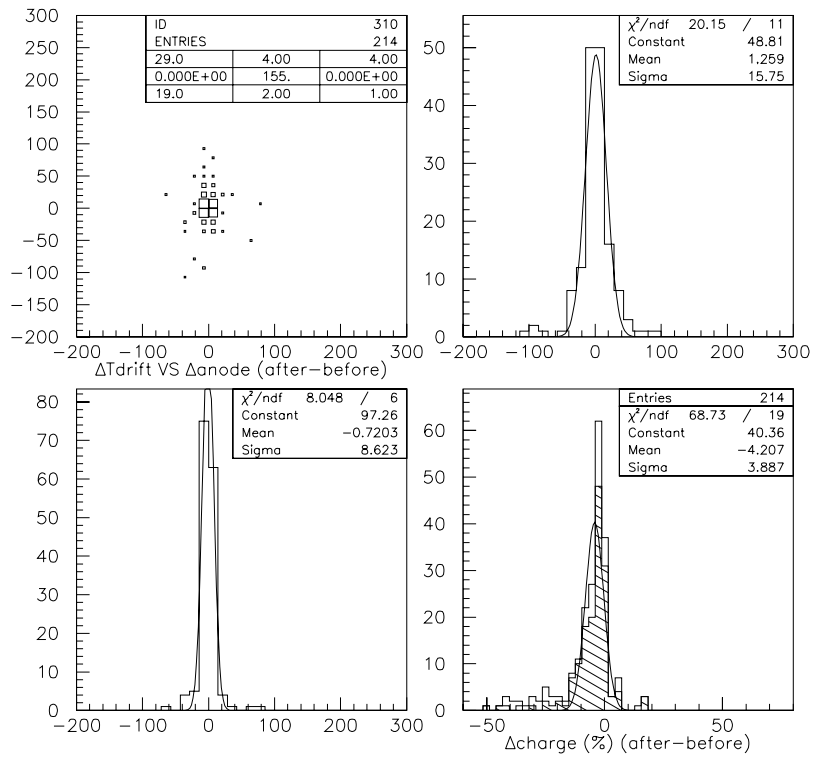 ID 310
ENTRIES 214
29.0 4.00 4.00
0.000E+00 155. 0.000E+00
19.0 2.00 1.00
300
250
200
150
100
50
0
−50
−100
−150
−200
−200 −100 0 100 200 300
ΔTdrift VS Δanode (after−before)
χ²/ndf 20.15 / 11
Constant 48.81
Mean 1.259
Sigma 15.75
50
40
30
20
10
0
−200 −100 0 100 200 300
χ²/ndf 8.048 / 6
Constant 97.26
Mean −0.7203
Sigma 8.623
80
70
60
50
40
30
20
10
0
−200 −100 0 100 200 300
Entries 214
χ²/ndf 68.73 / 19
Constant 40.36
Mean −4.207
Sigma 3.887
60
50
40
30
20
10
0
−50 0 50
Δcharge (%) (after−before)